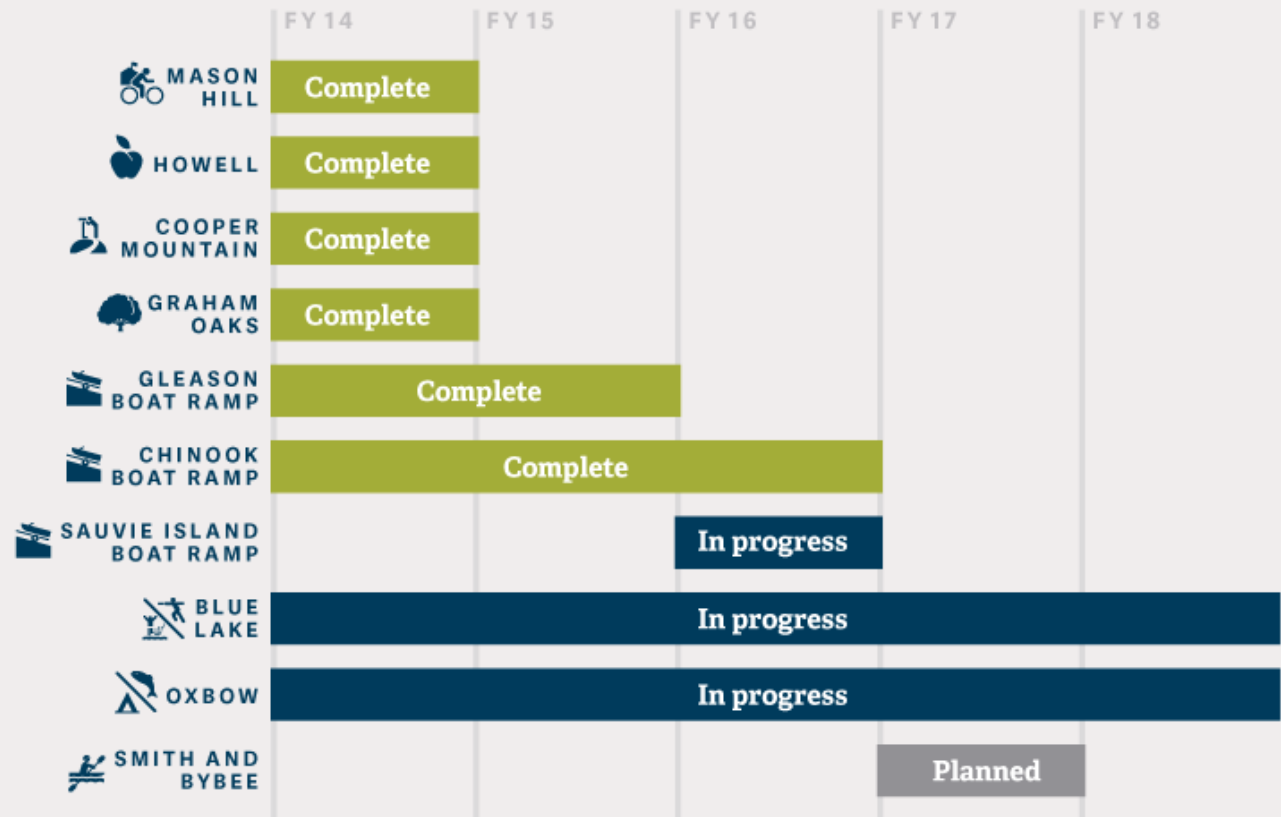 FY 14 FY 15 FY 16 FY 17 FY 18
MASON
HILL
Complete
HOWELL
Complete
COOPER
MOUNTAIN
Complete
GRAHAM
OAKS
Complete
GLEASON
BOAT RAMP
Complete
CHINOOK
BOAT RAMP
Complete
SAUVIE ISLAND
BOAT RAMP
In progress
BLUE
LAKE
In progress
OXBOW
In progress
SMITH AND
BYBEE
Planned